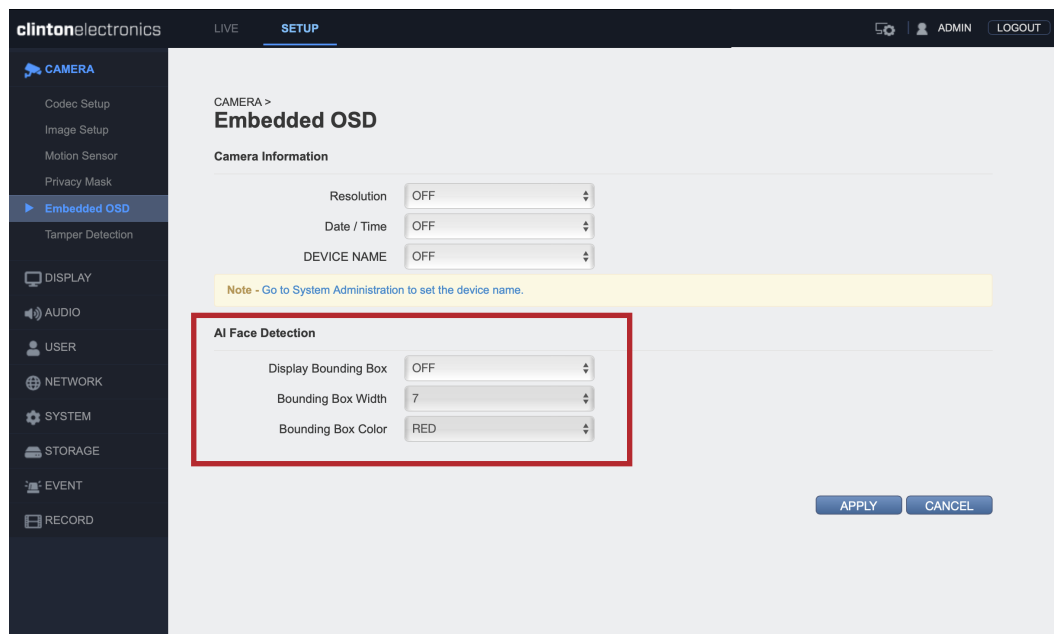 clintonelectronics LIVE SETUP ADMIN LOGOUT
CAMERA
Codec Setup
Image Setup
Motion Sensor
Privacy Mask
Embedded OSD
Tamper Detection
DISPLAY
AUDIO
USER
NETWORK
SYSTEM
STORAGE
EVENT
RECORD
CAMERA >
Embedded OSD
Camera Information
Resolution OFF
Date / Time OFF
DEVICE NAME OFF
Note - Go to System Administration to set the device name.
AI Face Detection
Display Bounding Box OFF
Bounding Box Width 7
Bounding Box Color RED
APPLY CANCEL